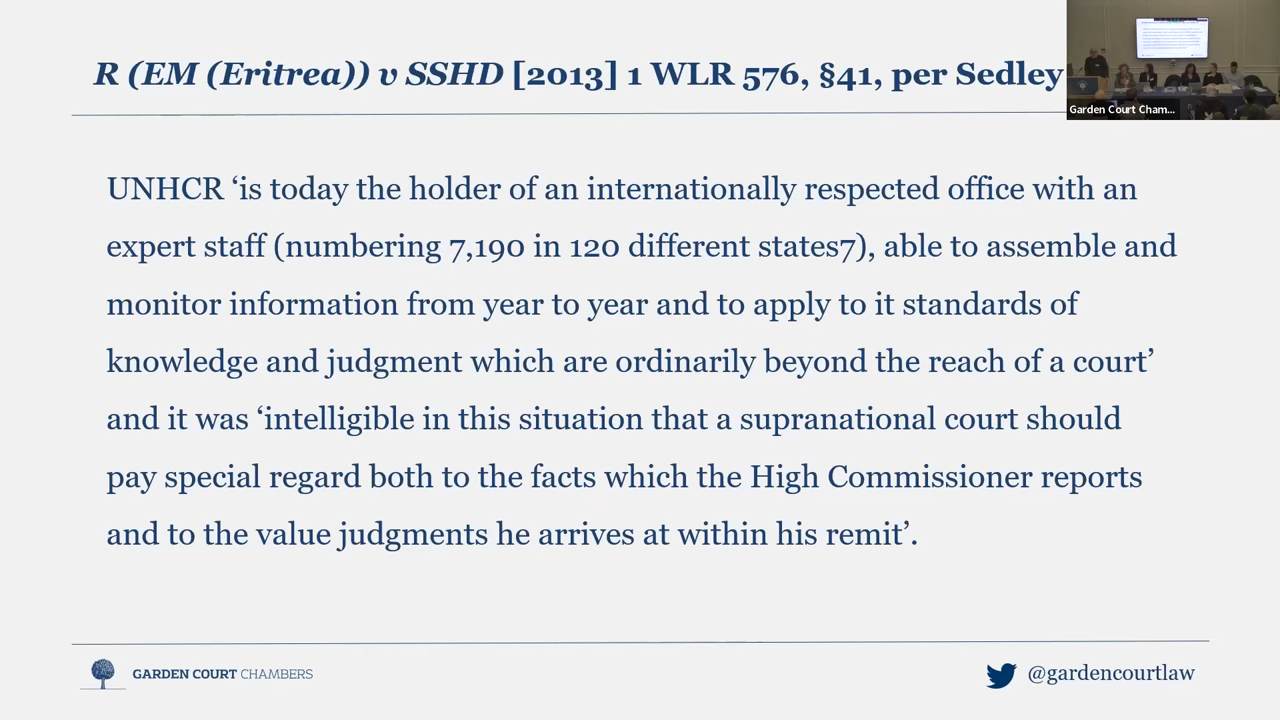 R (EM (Eritrea)) v SSHD [2013] 1 WLR 576, §41, per Sedley
Garden Court Cham...
UNHCR ‘is today the holder of an internationally respected office with an
expert staff (numbering 7,190 in 120 different states7), able to assemble and
monitor information from year to year and to apply to it standards of
knowledge and judgment which are ordinarily beyond the reach of a court’
and it was ‘intelligible in this situation that a supranational court should
pay special regard both to the facts which the High Commissioner reports
and to the value judgments he arrives at within his remit’.
GARDEN COURT CHAMBERS
@gardencourtlaw